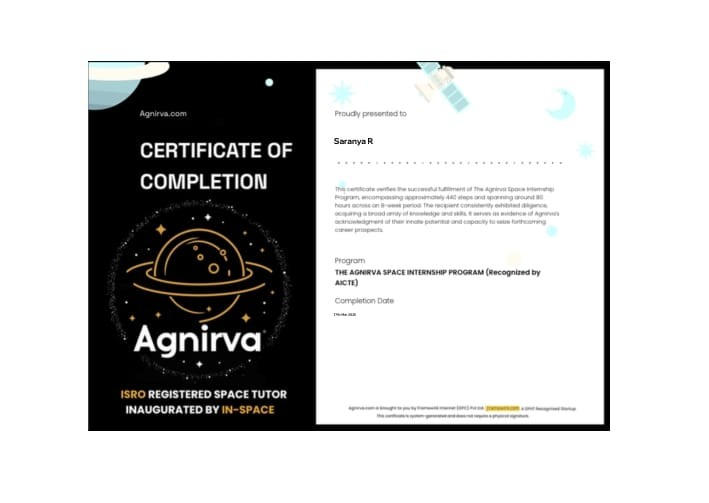 Agnirva.com
CERTIFICATE OF
COMPLETION
Agnirva
ISRO REGISTERED SPACE TUTOR
INAUGURATED BY IN-SPACE
Proudly presented to
Saranya R
This certificate verifies the successful fulfillment of The Agnirva Space Internship
Program, encompassing approximately 440 steps and spanning around 80
hours across an 8-week period. The recipient consistently exhibited diligence,
acquiring a broad array of knowledge and skills. It serves as evidence of Agnirva's
acknowledgment of their innate potential and capacity to seize forthcoming
career prospects.
Program
THE AGNIRVA SPACE INTERNSHIP PROGRAM (Recognized by
AICTE)
Completion Date
Agnirva.com is brought to you by Framewirk Internet (OPC) Pvt Ltd. a DPIIT Recognised Startup
This certificate is system-generated and does not require a physical signature.